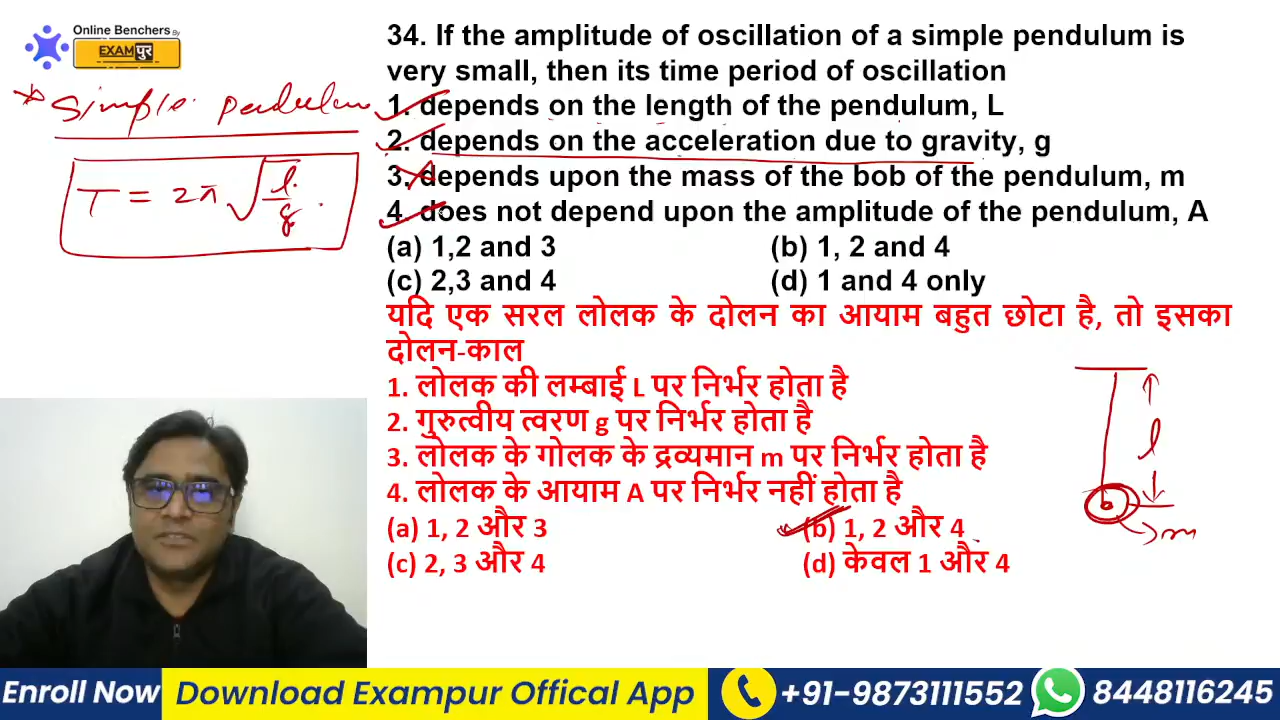 Online Benchers By
EXAMपुर
* Simple pendulum
T = 2π √l/g
34. If the amplitude of oscillation of a simple pendulum is
very small, then its time period of oscillation
1. depends on the length of the pendulum, L
2. depends on the acceleration due to gravity, g
3. depends upon the mass of the bob of the pendulum, m
4. does not depend upon the amplitude of the pendulum, A
(a) 1,2 and 3 (b) 1, 2 and 4
(c) 2,3 and 4 (d) 1 and 4 only
यदि एक सरल लोलक के दोलन का आयाम बहुत छोटा है, तो इसका
दोलन-काल
1. लोलक की लम्बाई L पर निर्भर होता है
2. गुरुत्वीय त्वरण g पर निर्भर होता है
3. लोलक के गोलक के द्रव्यमान m पर निर्भर होता है
4. लोलक के आयाम A पर निर्भर नहीं होता है
(a) 1, 2 और 3 (b) 1, 2 और 4
(c) 2, 3 और 4 (d) केवल 1 और 4
l
m
Enroll Now Download Exampur Offical App +91-9873111552 8448116245